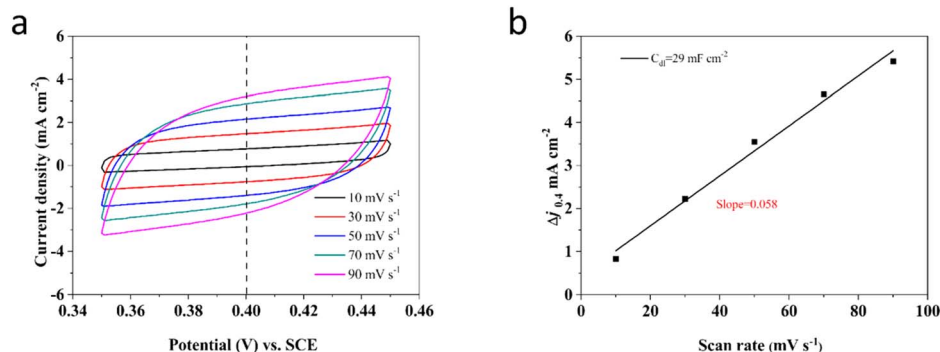 a
Current density (mA cm⁻²)
6
4
2
0
-2
-4
-6
0.34
0.36
0.38
0.40
0.42
0.44
0.46
Potential (V) vs. SCE
10 mV s⁻¹
30 mV s⁻¹
50 mV s⁻¹
70 mV s⁻¹
90 mV s⁻¹
b
Δj₀.₄ mA cm⁻²
6
5
4
3
2
1
0
0
20
40
60
80
100
Scan rate (mV s⁻¹)
C_dl=29 mF cm⁻²
Slope=0.058